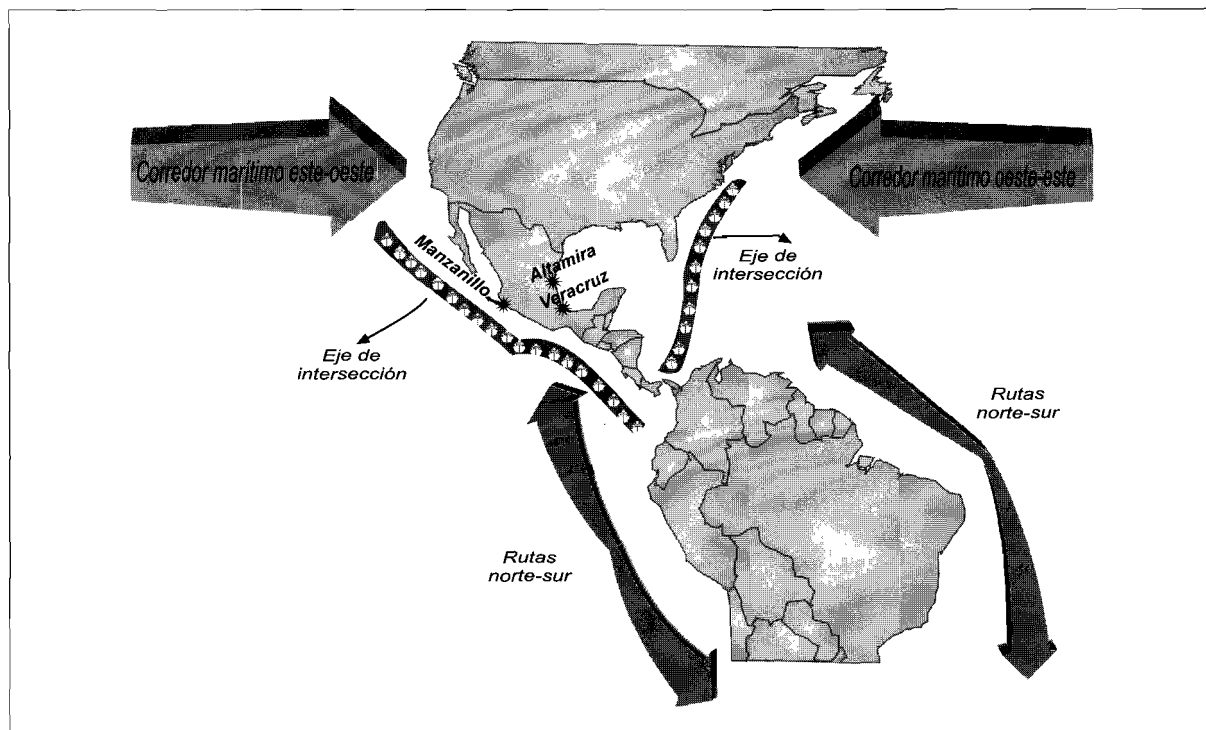 Corredor marítimo este-oeste
Corredor marítimo oeste-este
Manzanillo
Altamira
Veracruz
Eje de
intersección
Eje de
intersección
Rutas
norte-sur
Rutas
norte-sur